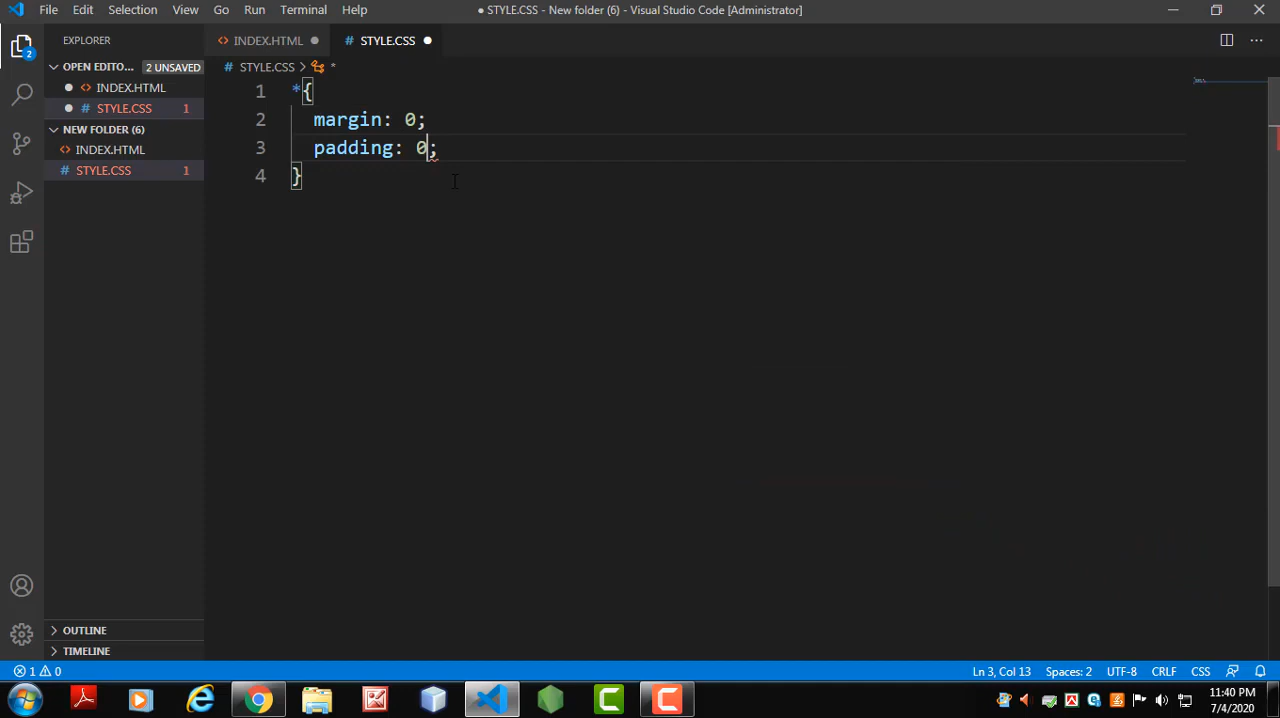 File Edit Selection View Go Run Terminal Help
● STYLE.CSS - New folder (6) - Visual Studio Code [Administrator]
EXPLORER
OPEN EDITO... 2 UNSAVED
INDEX.HTML
STYLE.CSS 1
NEW FOLDER (6)
INDEX.HTML
STYLE.CSS 1
OUTLINE
TIMELINE
2
INDEX.HTML
# STYLE.CSS
# STYLE.CSS > *
1 *{
2 margin: 0;
3 padding: 0;
4 }
1 0
Ln 3, Col 13 Spaces: 2 UTF-8 CRLF CSS
11:40 PM
7/4/2020